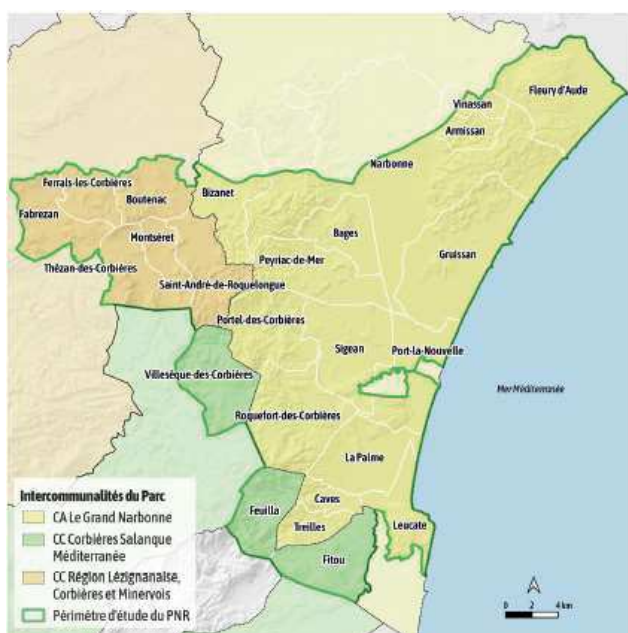 Fleury d'Aude
Vinassan
Armissan
Narbonne
Ferrals-les-Corbières
Bizanet
Boutenac
Fabrezan
Bages
Montséret
Gruissan
Peyriac-de-Mer
Thézan-des-Corbières
Saint-André-de-Roquelongue
Portel-des-Corbières
Sigean
Port-la-Nouvelle
Villesèque-des-Corbières
Mer Méditerranée
Roquefort-des-Corbières
La Palme
Intercommunalités du Parc
CA Le Grand Narbonne
CC Corbières Salanque
Méditerranée
CC Région Lézignanaise,
Corbières et Minervois
Périmètre d'étude du PNR
Caves
Feuilla
Treilles
Leucate
Fitou
0 2 4 km